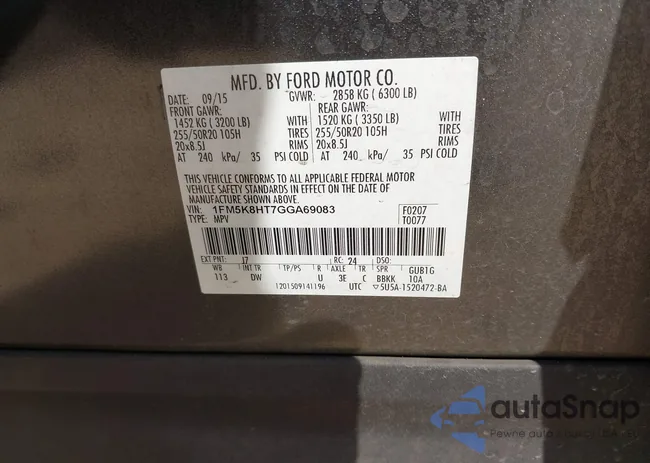 MFD. BY FORD MOTOR CO.
DATE: 09/15 GVWR: 2858 KG ( 6300 LB)
FRONT GAWR: REAR GAWR:
1452 KG ( 3200 LB) WITH 1520 KG ( 3350 LB) WITH
255/50R20 105H TIRES 255/50R20 105H TIRES
20x8.5J RIMS 20x8.5J RIMS
AT 240 kPa/ 35 PSI COLD AT 240 kPa/ 35 PSI COLD
THIS VEHICLE CONFORMS TO ALL APPLICABLE FEDERAL MOTOR
VEHICLE SAFETY STANDARDS IN EFFECT ON THE DATE OF
MANUFACTURE SHOWN ABOVE.
VIN: 1FM5K8HT7GGA69083 F0207
TYPE: MPV T0077
EXT PNT: J7 RC: 24 DSO:
WB INT TR TP/PS R AXLE TR SPR GUB1G
113 DW U 3E C BBKK 10A
1201509141196 UTC 5U5A-1520472-BA
autaSnap
Pewne auta